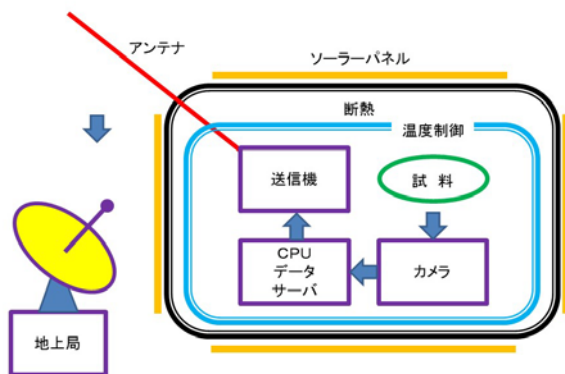 アンテナ
ソーラーパネル
断熱
温度制御
送信機
試 料
CPU
データ
サーバ
カメラ
地上局